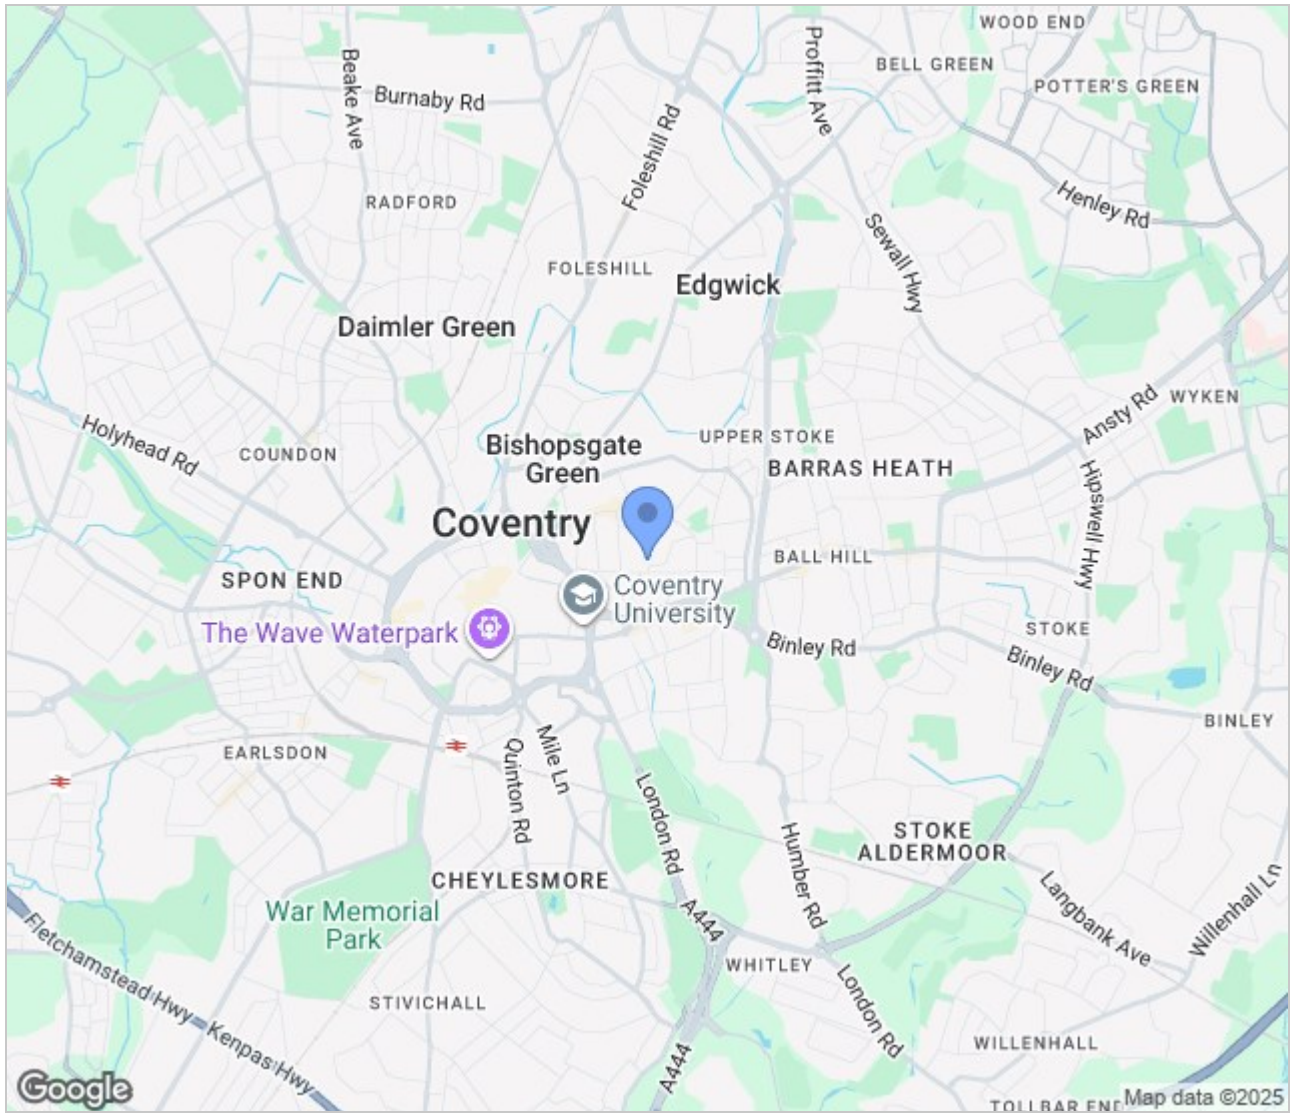 WOOD END
Proffitt Ave
BELL GREEN
Beake Ave
Burnaby Rd
POTTER'S GREEN
Foleshill Rd
RADFORD
Henley Rd
Sewall Hwy
FOLESHILL
Edgwick
Daimler Green
Ansty Rd
WYKEN
Holyhead Rd
COUNDON
Bishopsgate
Green
UPPER STOKE
BARRAS HEATH
Hipswell Hwy
Coventry
BALL HILL
SPON END
Coventry
University
The Wave Waterpark
STOKE
Binley Rd
Binley Rd
BINLEY
EARLSDON
Mile Ln
Quinton Rd
London Rd
STOKE
ALDERMOOR
Humber Rd
CHEYLESMORE
Langbank Ave
Willenhall Ln
War Memorial
Park
A444
Fletchamstead Hwy
WHITLEY
STIVICHALL
London Rd
Kenpas Hwy
WILLENHALL
A444
Google
TOLLBAR END
Map data ©2025